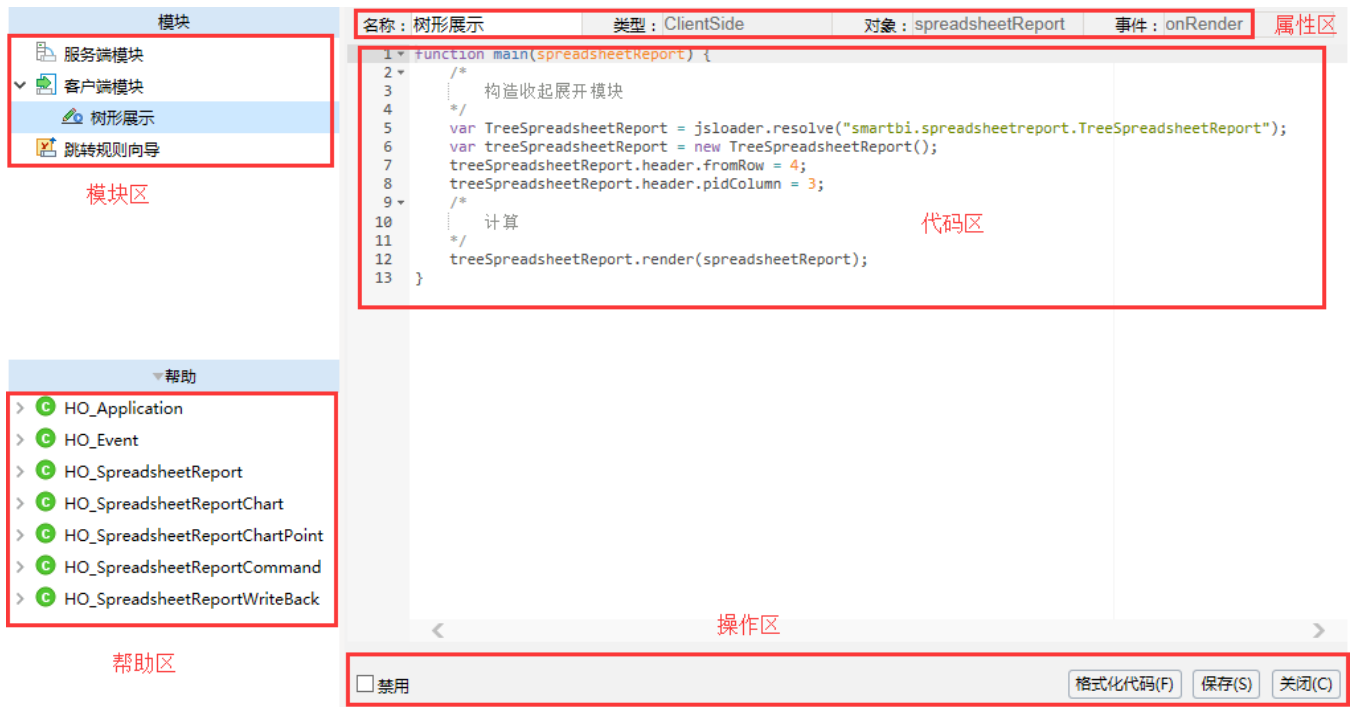 模块
服务端模块
客户端模块
树形展示
跳转规则向导
模块区
帮助
HO_Application
HO_Event
HO_SpreadsheetReport
HO_SpreadsheetReportChart
HO_SpreadsheetReportChartPoint
HO_SpreadsheetReportCommand
HO_SpreadsheetReportWriteBack
帮助区
名称：树形展示 类型：ClientSide 对象：spreadsheetReport 事件：onRender 属性区
1 function main(spreadsheetReport) {
2 /*
3 构造收起展开模块
4 */
5 var TreeSpreadsheetReport = jsloader.resolve("smartbi.spreadsheetreport.TreeSpreadsheetReport");
6 var treeSpreadsheetReport = new TreeSpreadsheetReport();
7 treeSpreadsheetReport.header.fromRow = 4;
8 treeSpreadsheetReport.header.pidColumn = 3;
9 /*
10 计算
11 */
12 treeSpreadsheetReport.render(spreadsheetReport);
13 }
代码区
操作区
禁用 格式化代码(F) 保存(S) 关闭(C)